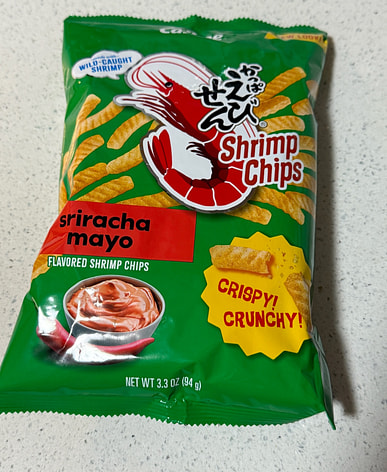 WILD-CAUGHT
SHRIMP
かっぱ
えび
せん
®
Shrimp
Chips
sriracha
mayo
FLAVORED SHRIMP CHIPS
CRISPY!
CRUNCHY!
NET WT 3.3 OZ (94g)